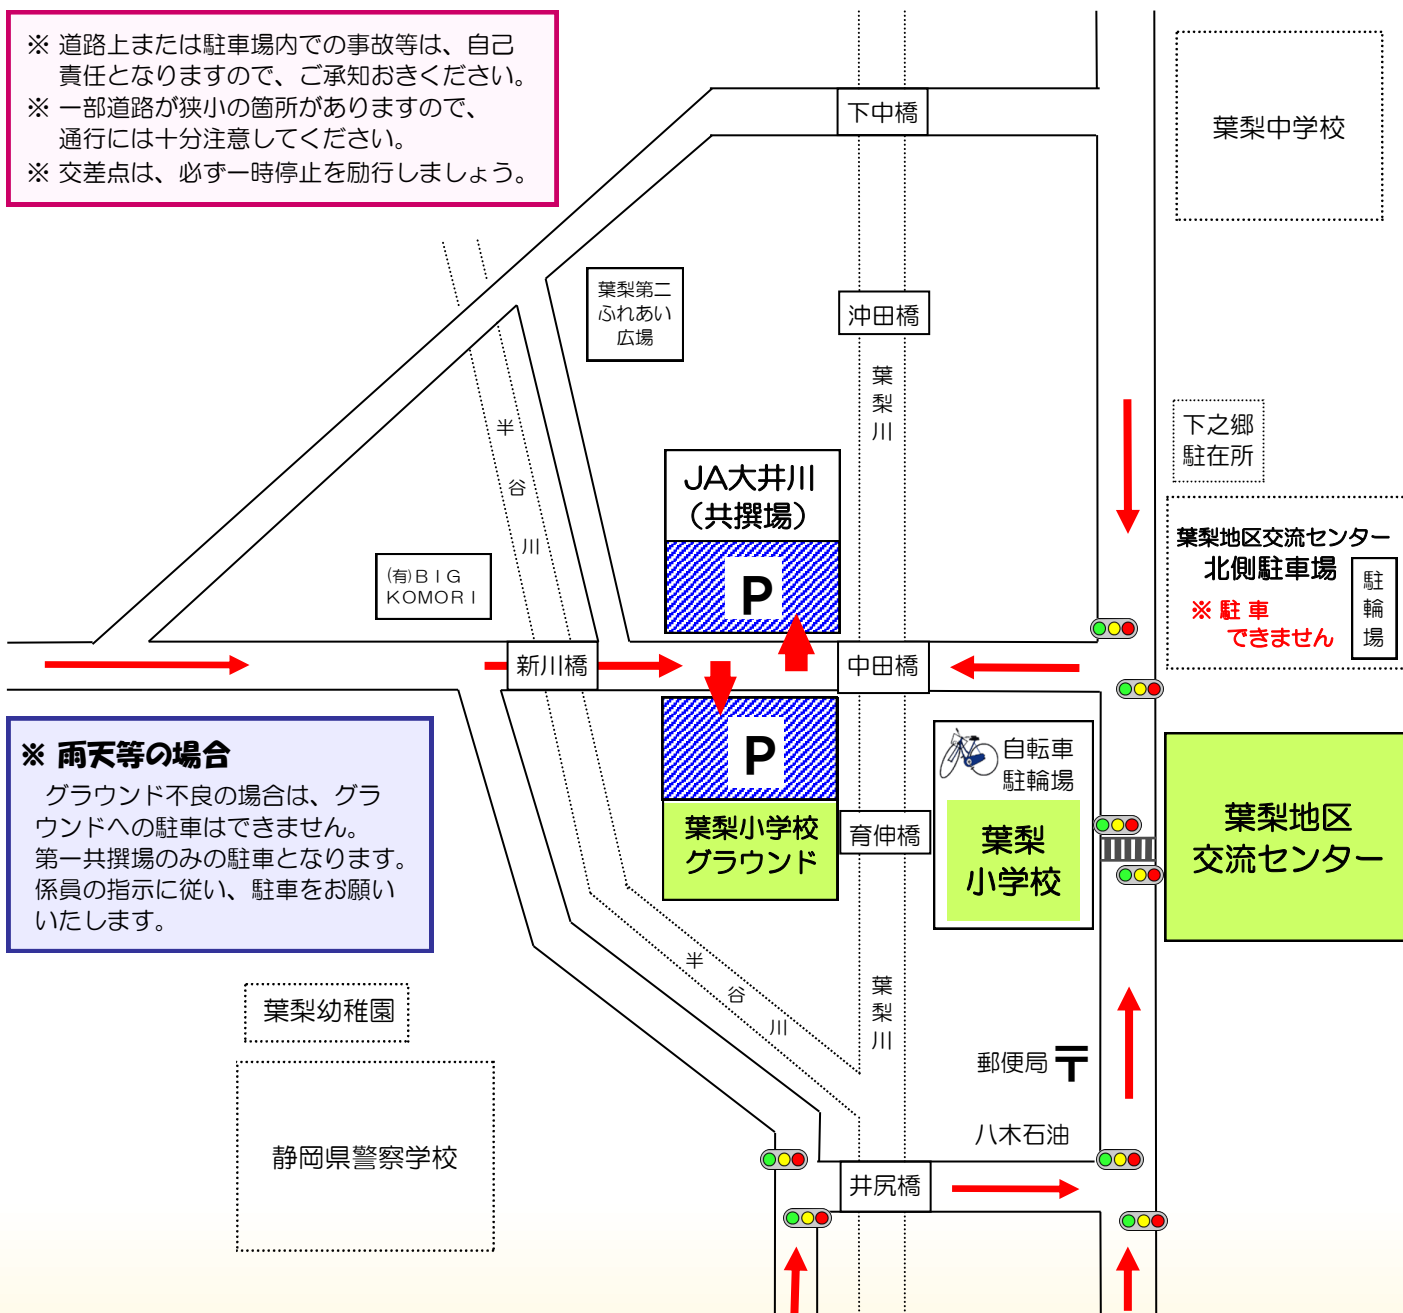 ※ 道路上または駐車場内での事故等は、自己
責任となりますので、ご承知おきください。
※ 一部道路が狭小の箇所がありますので、
通行には十分注意してください。
※ 交差点は、必ず一時停止を励行しましょう。
下中橋
葉梨中学校
葉梨第二
ふれあい
広場
沖田橋
葉梨川
半谷川
下之郷
駐在所
JA大井川
(共撰場)
P
(有)BIG
KOMORI
葉梨地区交流センター
北側駐車場
※ 駐 車
できません
駐輪場
新川橋
中田橋
※ 雨天等の場合
グラウンド不良の場合は、グラ
ウンドへの駐車はできません。
第一共撰場のみの駐車となります。
係員の指示に従い、駐車をお願い
いたします。
P
葉梨小学校
グラウンド
育伸橋
自転車
駐輪場
葉梨
小学校
葉梨地区
交流センター
半谷川
葉梨川
葉梨幼稚園
郵便局 〒
静岡県警察学校
八木石油
井尻橋